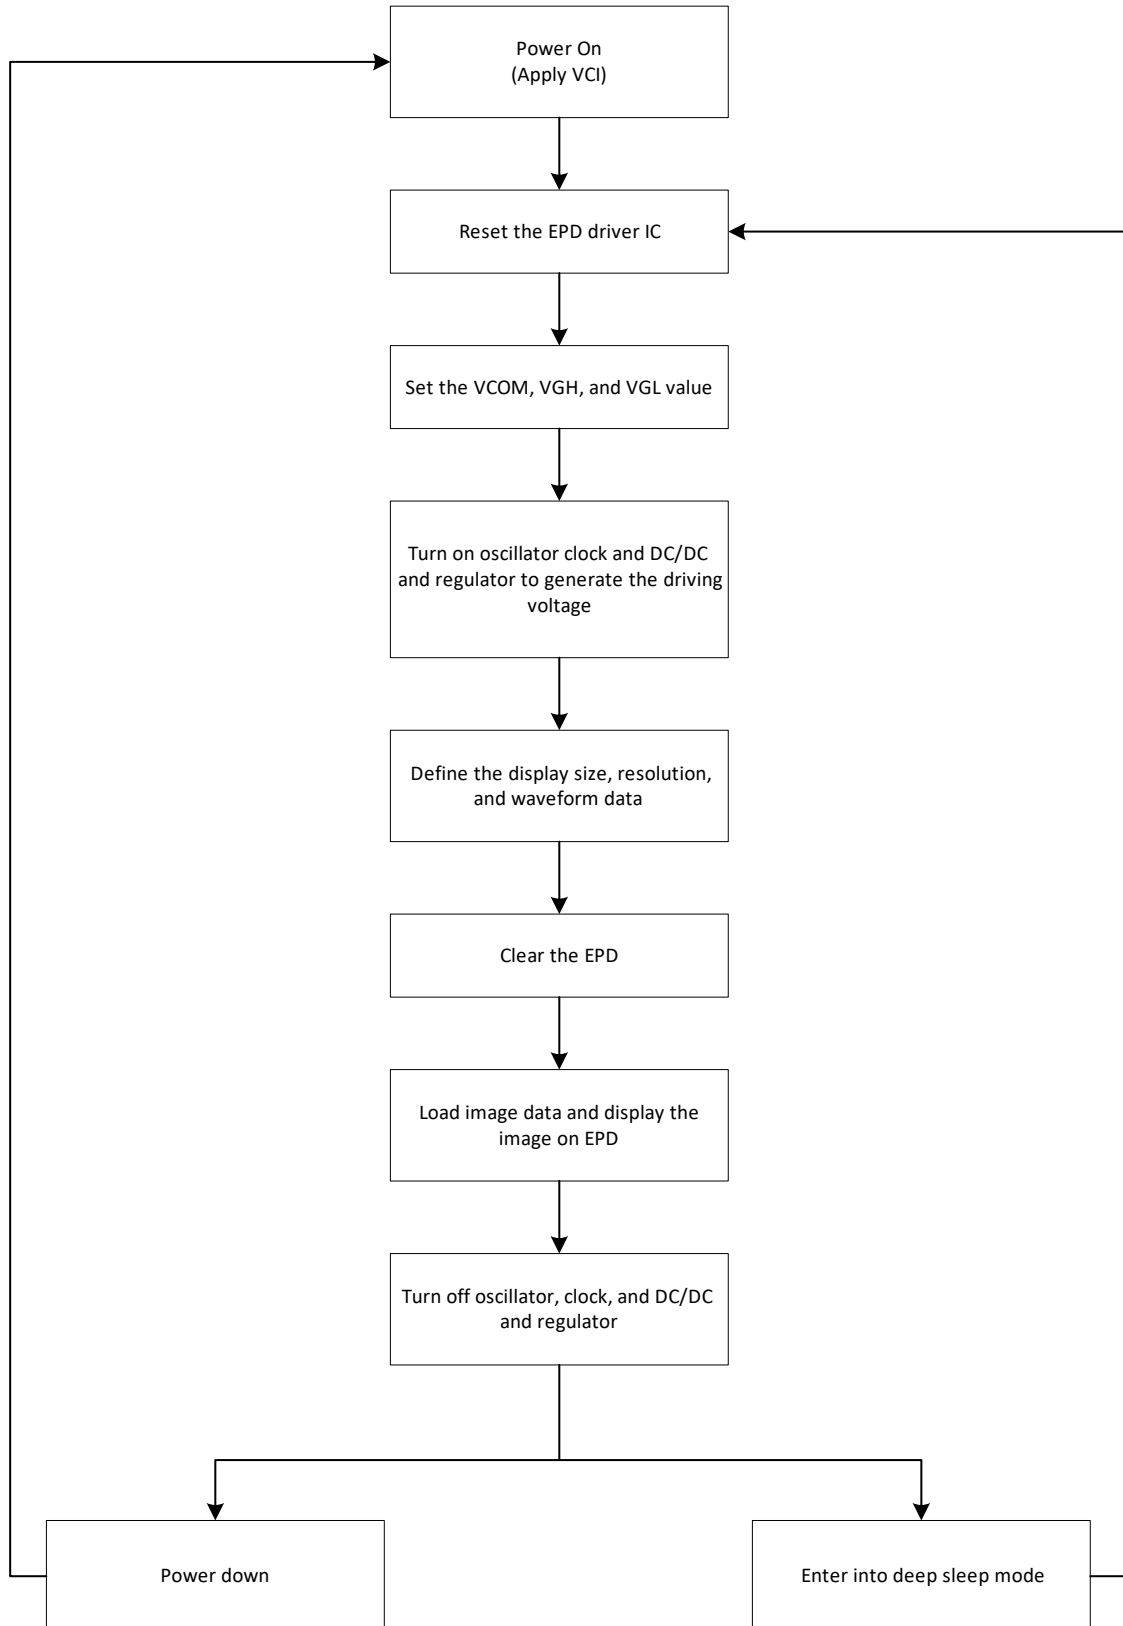 Power On
(Apply VCI)
Reset the EPD driver IC
Set the VCOM, VGH, and VGL value
Turn on oscillator clock and DC/DC
and regulator to generate the driving
voltage
Define the display size, resolution,
and waveform data
Clear the EPD
Load image data and display the
image on EPD
Turn off oscillator, clock, and DC/DC
and regulator
Power down
Enter into deep sleep mode